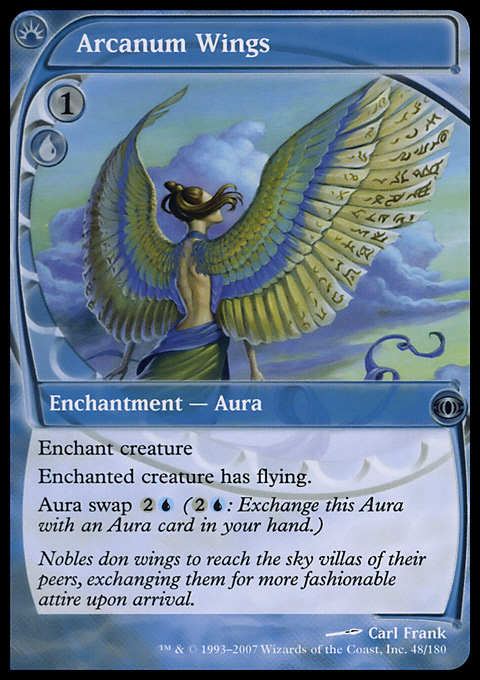 Arcanum Wings
1
Enchantment — Aura
Enchant creature
Enchanted creature has flying.
Aura swap 2 (2: Exchange this Aura
with an Aura card in your hand.)
Nobles don wings to reach the sky villas of their
peers, exchanging them for more fashionable
attire upon arrival.
Carl Frank
™ & © 1993–2007 Wizards of the Coast, Inc. 48/180